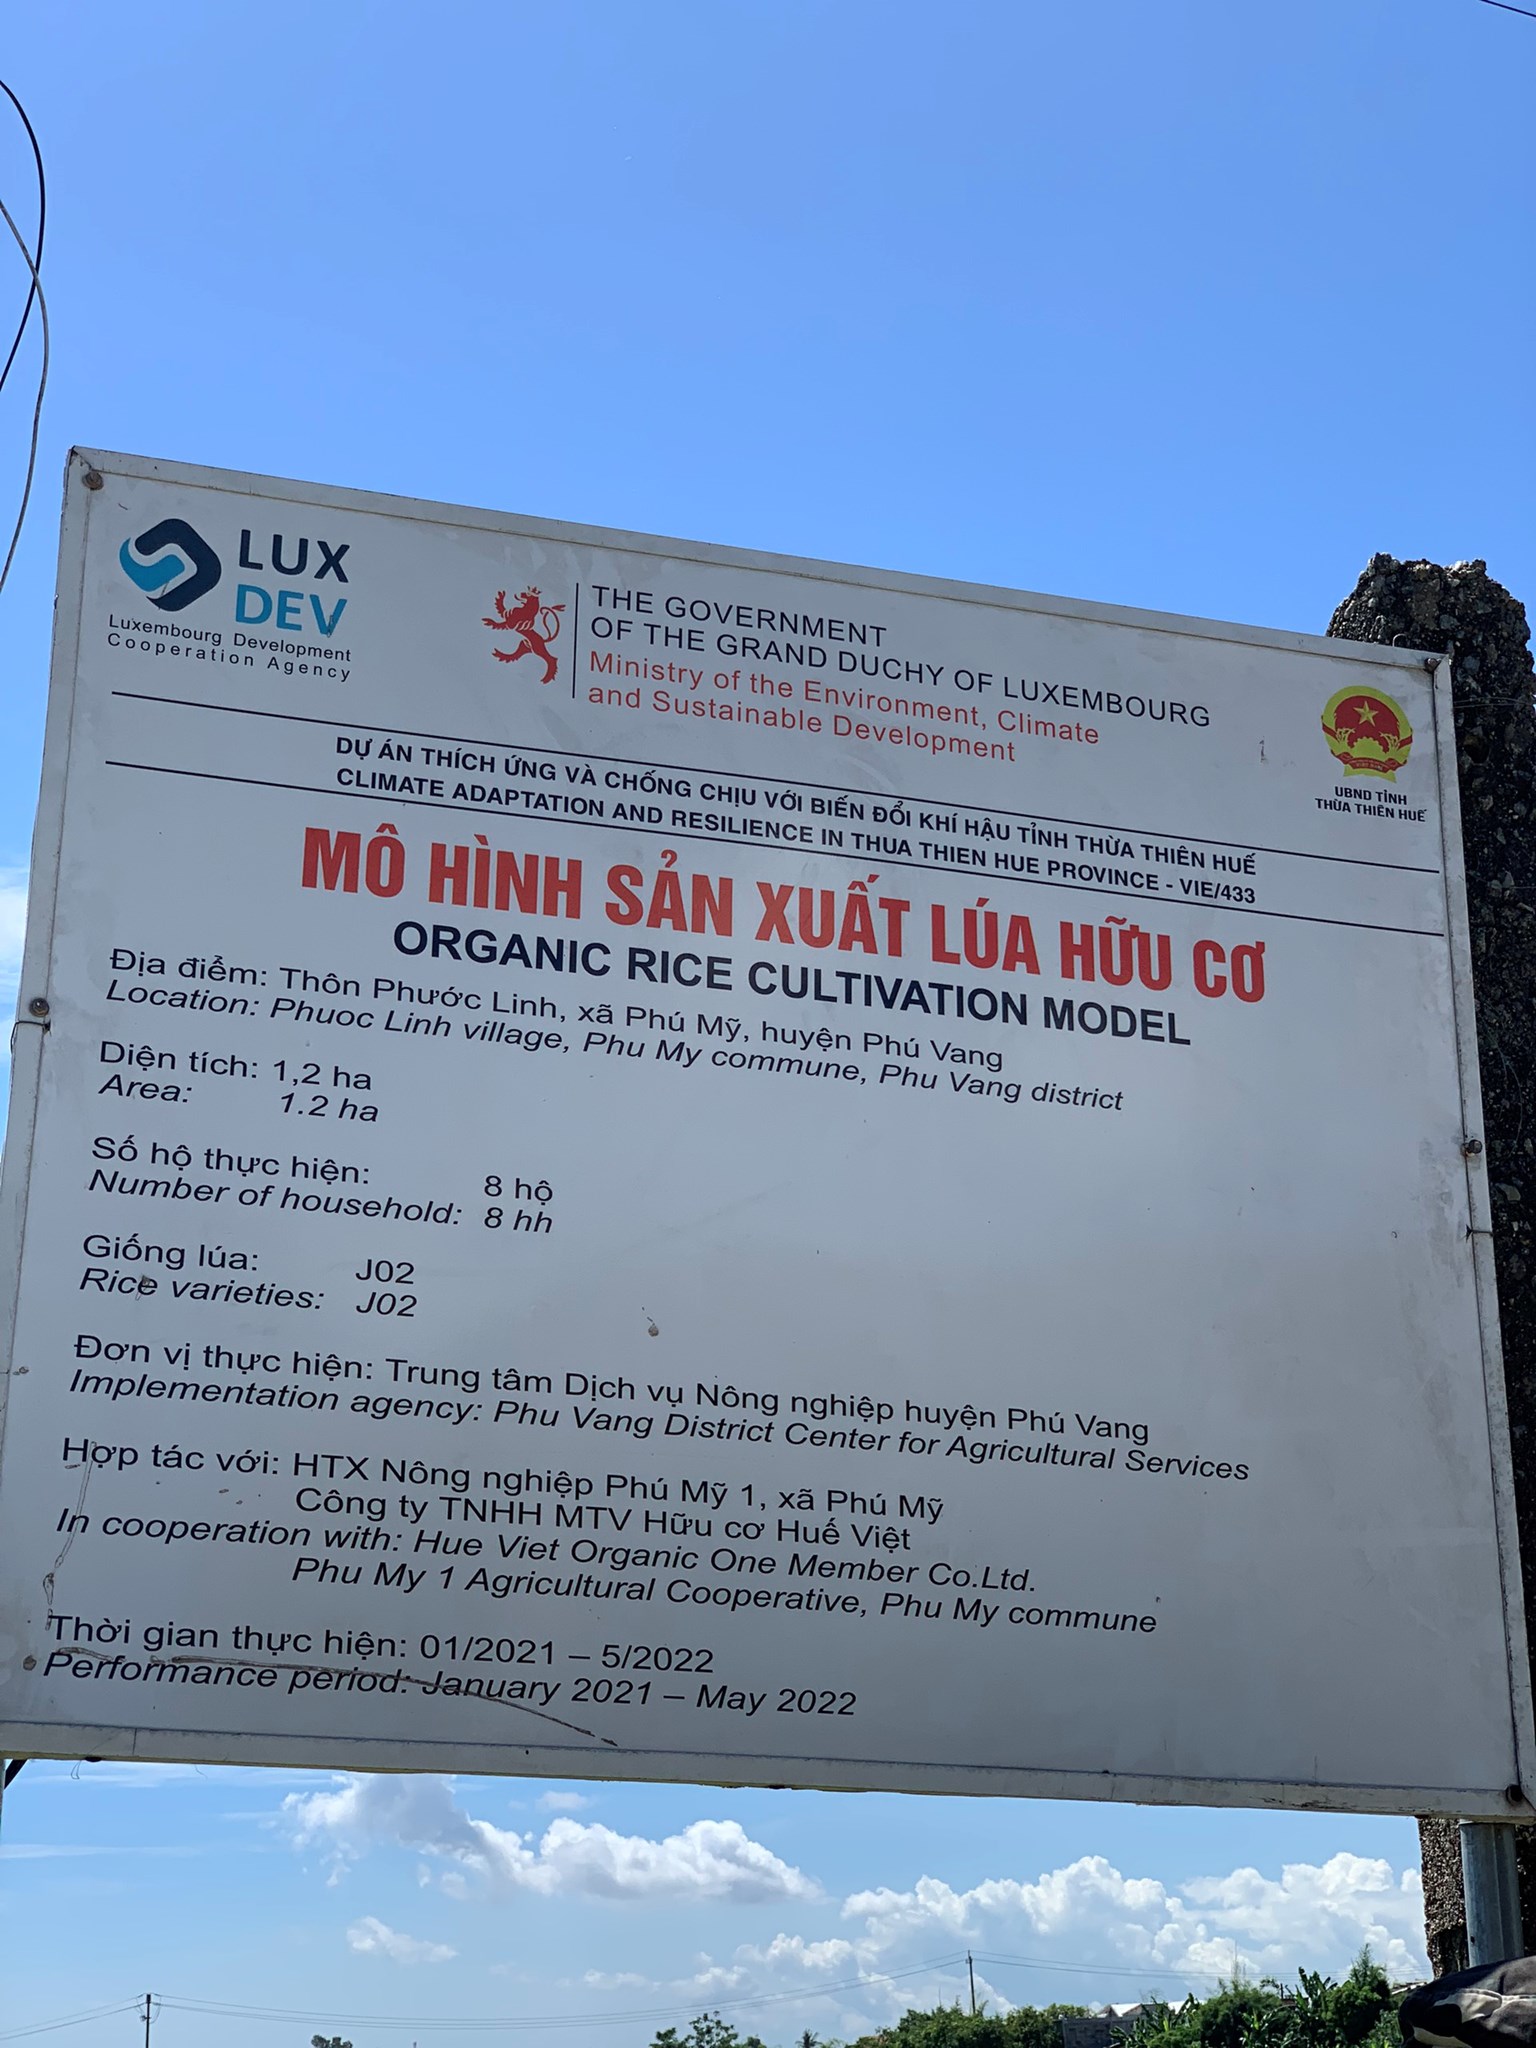 LUX
DEV
Luxembourg Development
Cooperation Agency
THE GOVERNMENT
OF THE GRAND DUCHY OF LUXEMBOURG
Ministry of the Environment, Climate
and Sustainable Development
UBND TỈNH
THỪA THIÊN HUẾ
DỰ ÁN THÍCH ỨNG VÀ CHỐNG CHỊU VỚI BIẾN ĐỔI KHÍ HẬU TỈNH THỪA THIÊN HUẾ
CLIMATE ADAPTATION AND RESILIENCE IN THUA THIEN HUE PROVINCE - VIE/433
MÔ HÌNH SẢN XUẤT LÚA HỮU CƠ
ORGANIC RICE CULTIVATION MODEL
Địa điểm: Thôn Phước Linh, xã Phú Mỹ, huyện Phú Vang
Location: Phuoc Linh village, Phu My commune, Phu Vang district
Diện tích: 1,2 ha
Area: 1.2 ha
Số hộ thực hiện: 8 hộ
Number of household: 8 hh
Giống lúa: J02
Rice varieties: J02
Đơn vị thực hiện: Trung tâm Dịch vụ Nông nghiệp huyện Phú Vang
Implementation agency: Phu Vang District Center for Agricultural Services
Hợp tác với: HTX Nông nghiệp Phú Mỹ 1, xã Phú Mỹ
Công ty TNHH MTV Hữu cơ Huế Việt
In cooperation with: Hue Viet Organic One Member Co.Ltd.
Phu My 1 Agricultural Cooperative, Phu My commune
Thời gian thực hiện: 01/2021 – 5/2022
Performance period: January 2021 – May 2022